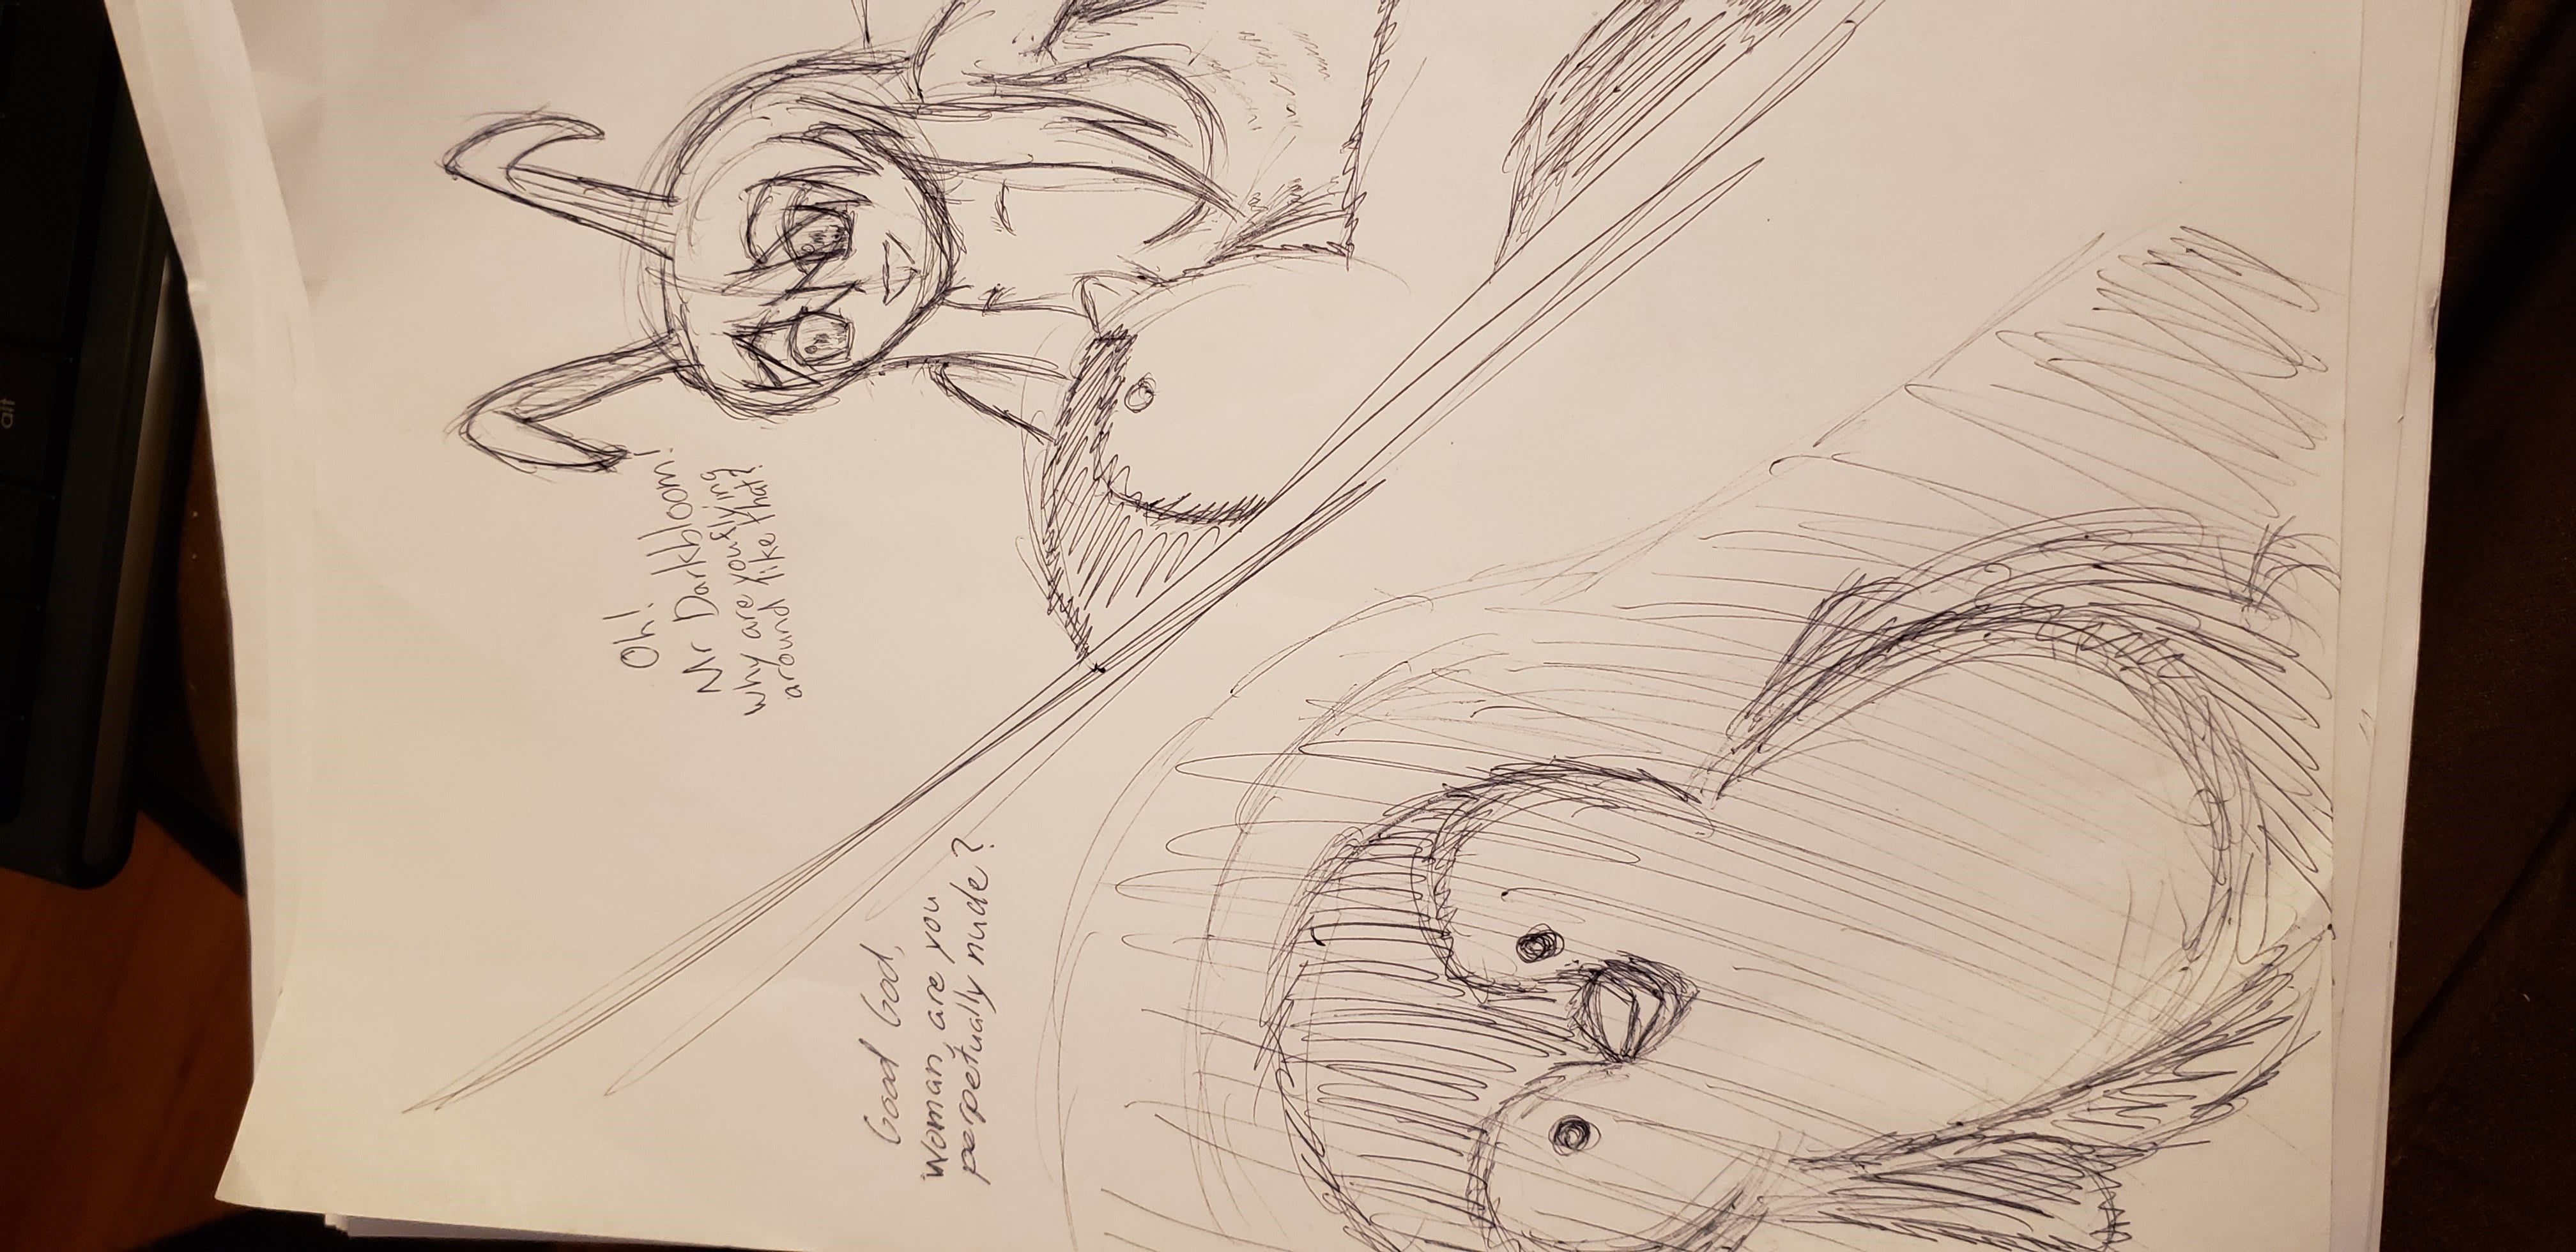 Oh!
Mr Darkbloom!
why are you flying
around like that?
Good God,
woman, are you
perpetually nude?
alt